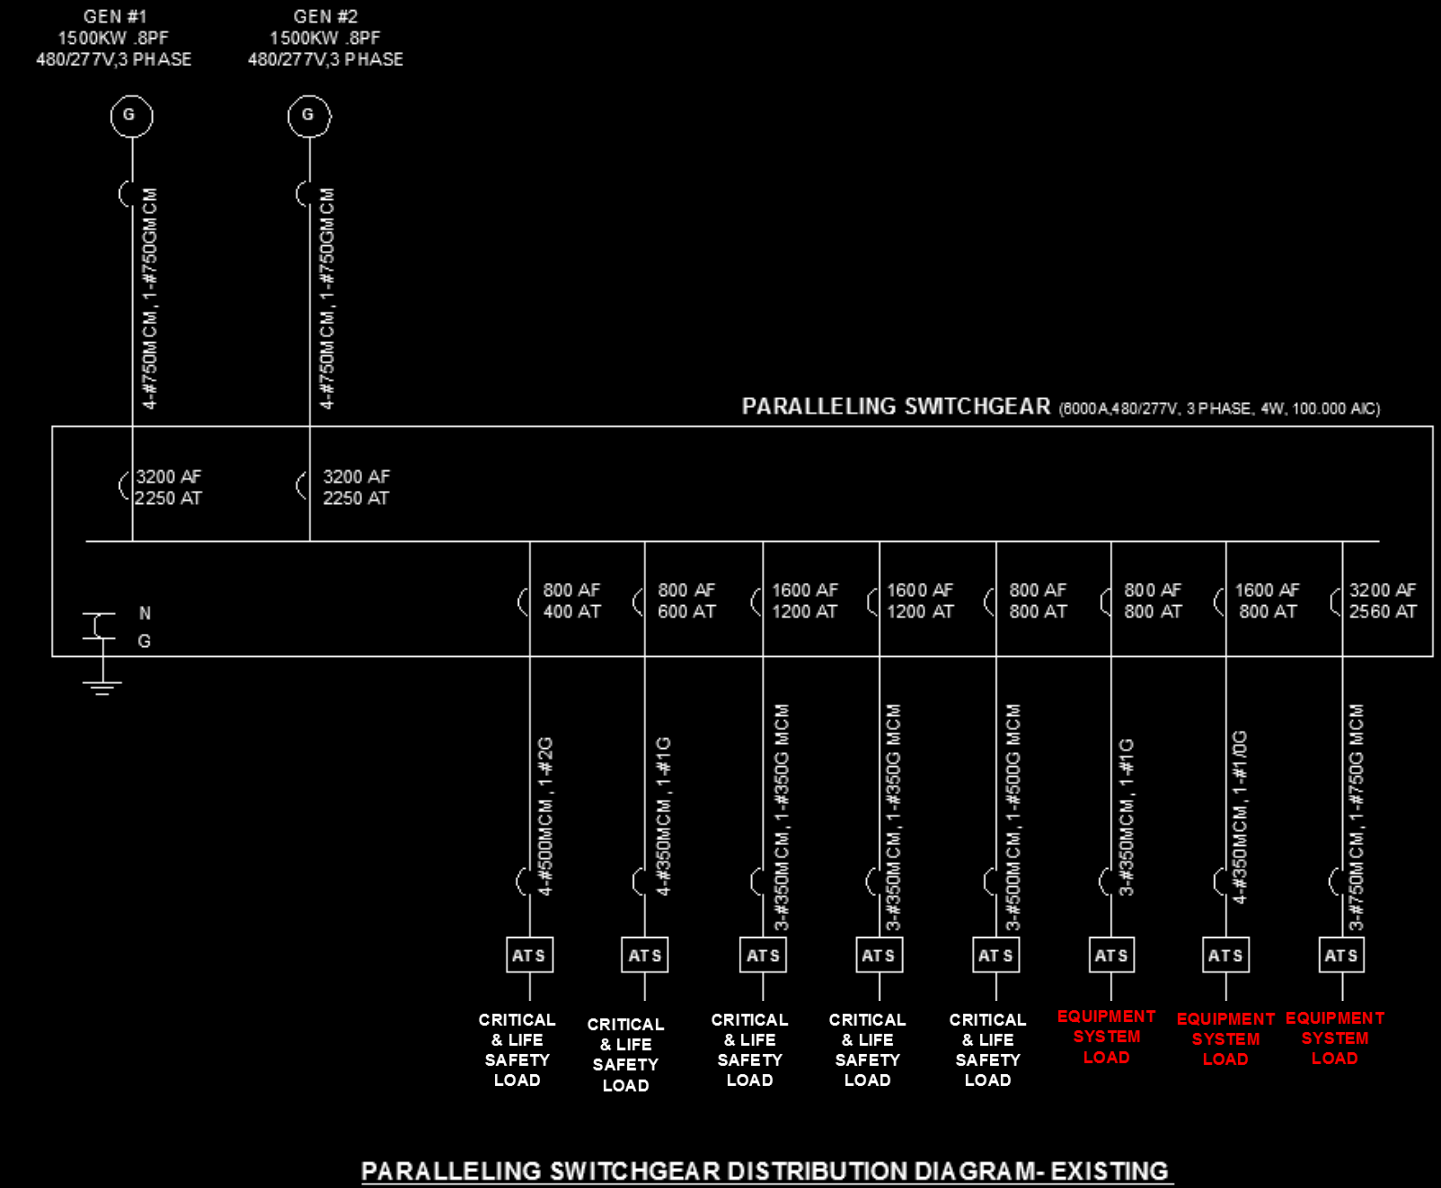 GEN #1
1500KW .8PF
480/277V,3 PHASE
GEN #2
1500KW .8PF
480/277V,3 PHASE
G
G
4-#750MCM, 1-#750GMCM
4-#750MCM, 1-#750GMCM
PARALLELING SWITCHGEAR (6000A,480/277V, 3 PHASE, 4W, 100.000 AIC)
3200 AF
2250 AT
3200 AF
2250 AT
N
G
800 AF
400 AT
800 AF
600 AT
1600 AF
1200 AT
1600 AF
1200 AT
800 AF
800 AT
800 AF
800 AT
1600 AF
800 AT
3200 AF
2560 AT
4-#500MCM, 1-#2G
4-#350MCM, 1-#1G
3-#350MCM, 1-#350G MCM
3-#350MCM, 1-#350G MCM
3-#500MCM, 1-#500G MCM
3-#350MCM, 1-#1G
4-#350MCM, 1-#1/0G
3-#750MCM, 1-#750G MCM
ATS
ATS
ATS
ATS
ATS
ATS
ATS
ATS
CRITICAL
& LIFE
SAFETY
LOAD
CRITICAL
& LIFE
SAFETY
LOAD
CRITICAL
& LIFE
SAFETY
LOAD
CRITICAL
& LIFE
SAFETY
LOAD
CRITICAL
& LIFE
SAFETY
LOAD
EQUIPMENT
SYSTEM
LOAD
EQUIPMENT
SYSTEM
LOAD
EQUIPMENT
SYSTEM
LOAD
PARALLELING SWITCHGEAR DISTRIBUTION DIAGRAM- EXISTING